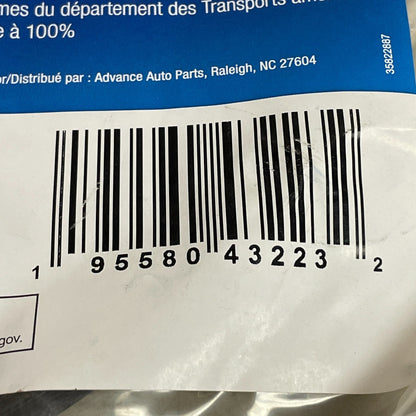 mes du département des Transports
e à 100%
or/Distribué par : Advance Auto Parts, Raleigh, NC 27604
35822887
1 95580 43223 2
gov.